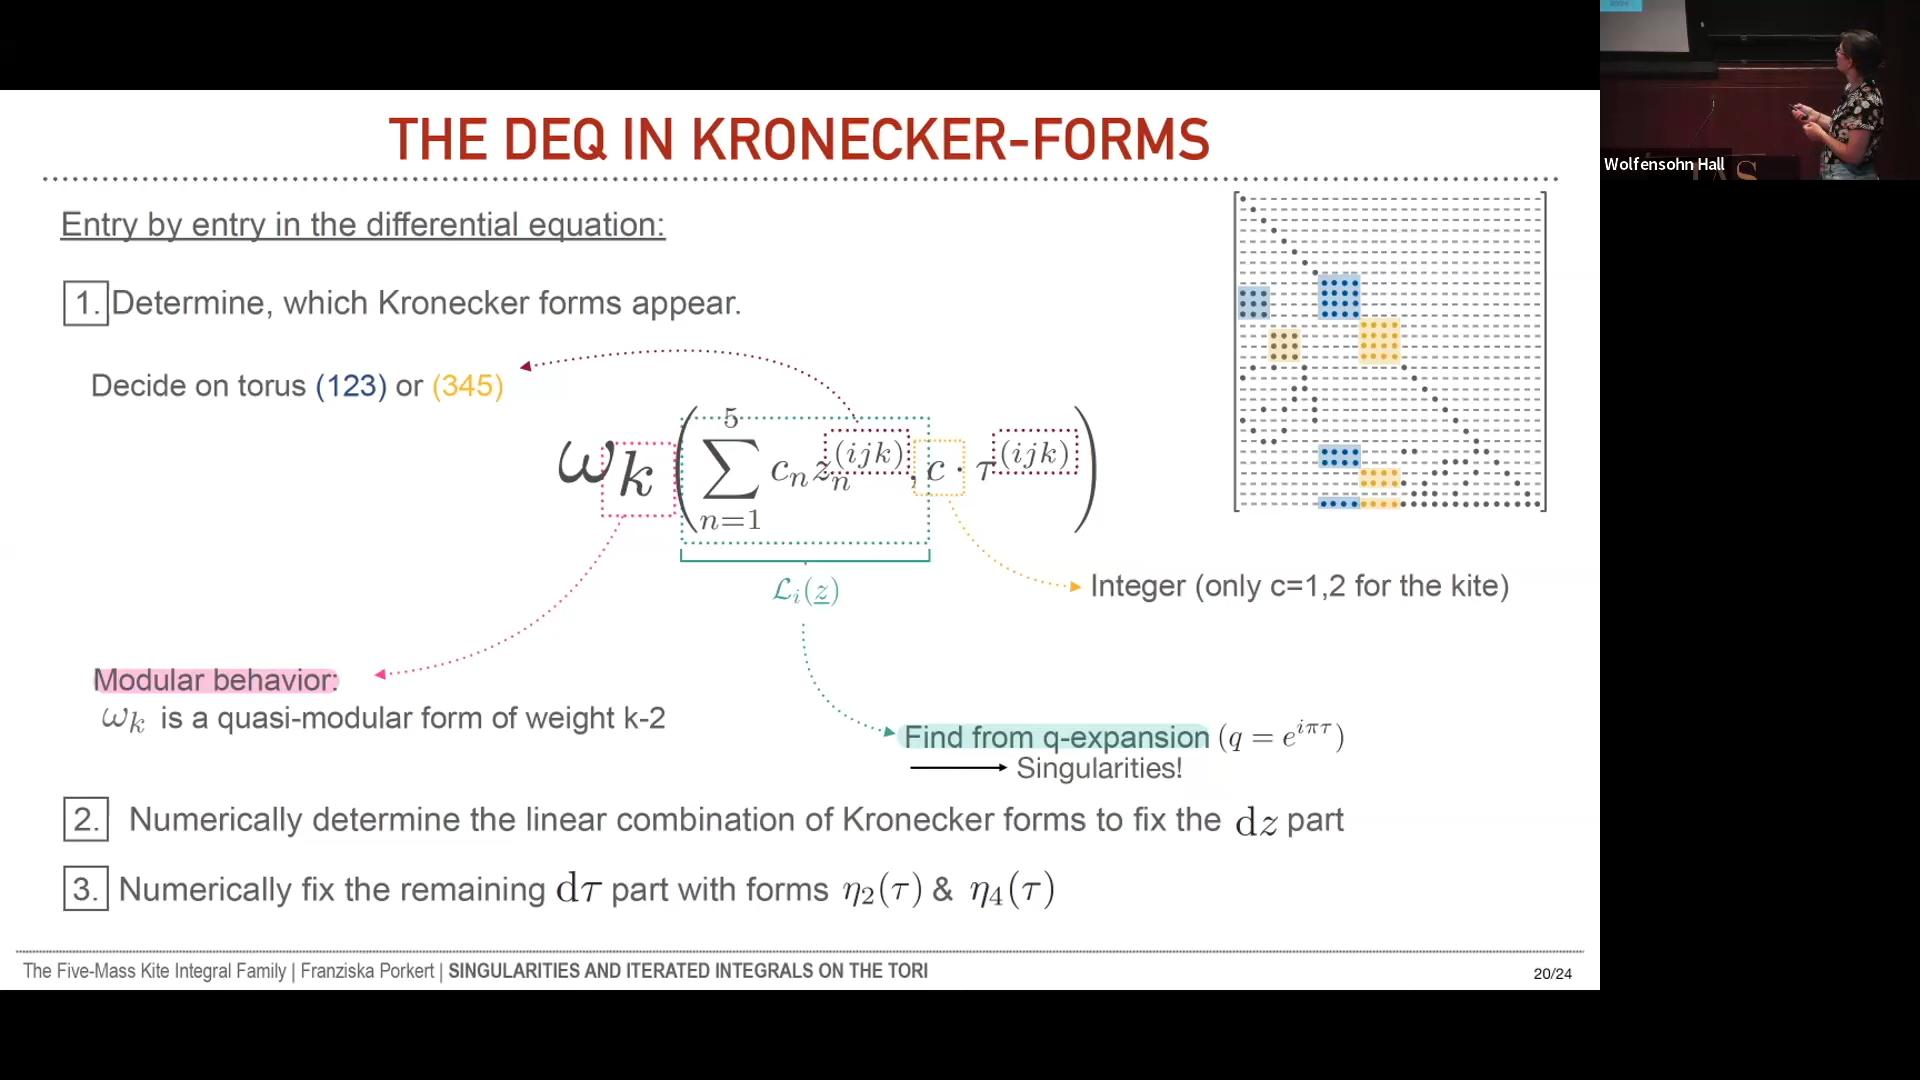 THE DEQ IN KRONECKER-FORMS
Wolfensohn Hall
Entry by entry in the differential equation:
1. Determine, which Kronecker forms appear.
Decide on torus (123) or (345)
ω_k ( ∑_{n=1}^{5} c_n z_n^{(ijk)}, c · τ^{(ijk)} )
ℒ_i(z)
Integer (only c=1,2 for the kite)
Modular behavior:
ω_k is a quasi-modular form of weight k-2
Find from q-expansion (q = e^{iπτ})
Singularities!
2. Numerically determine the linear combination of Kronecker forms to fix the dz part
3. Numerically fix the remaining dτ part with forms η_2(τ) & η_4(τ)
The Five-Mass Kite Integral Family | Franziska Porkert | SINGULARITIES AND ITERATED INTEGRALS ON THE TORI
20/24